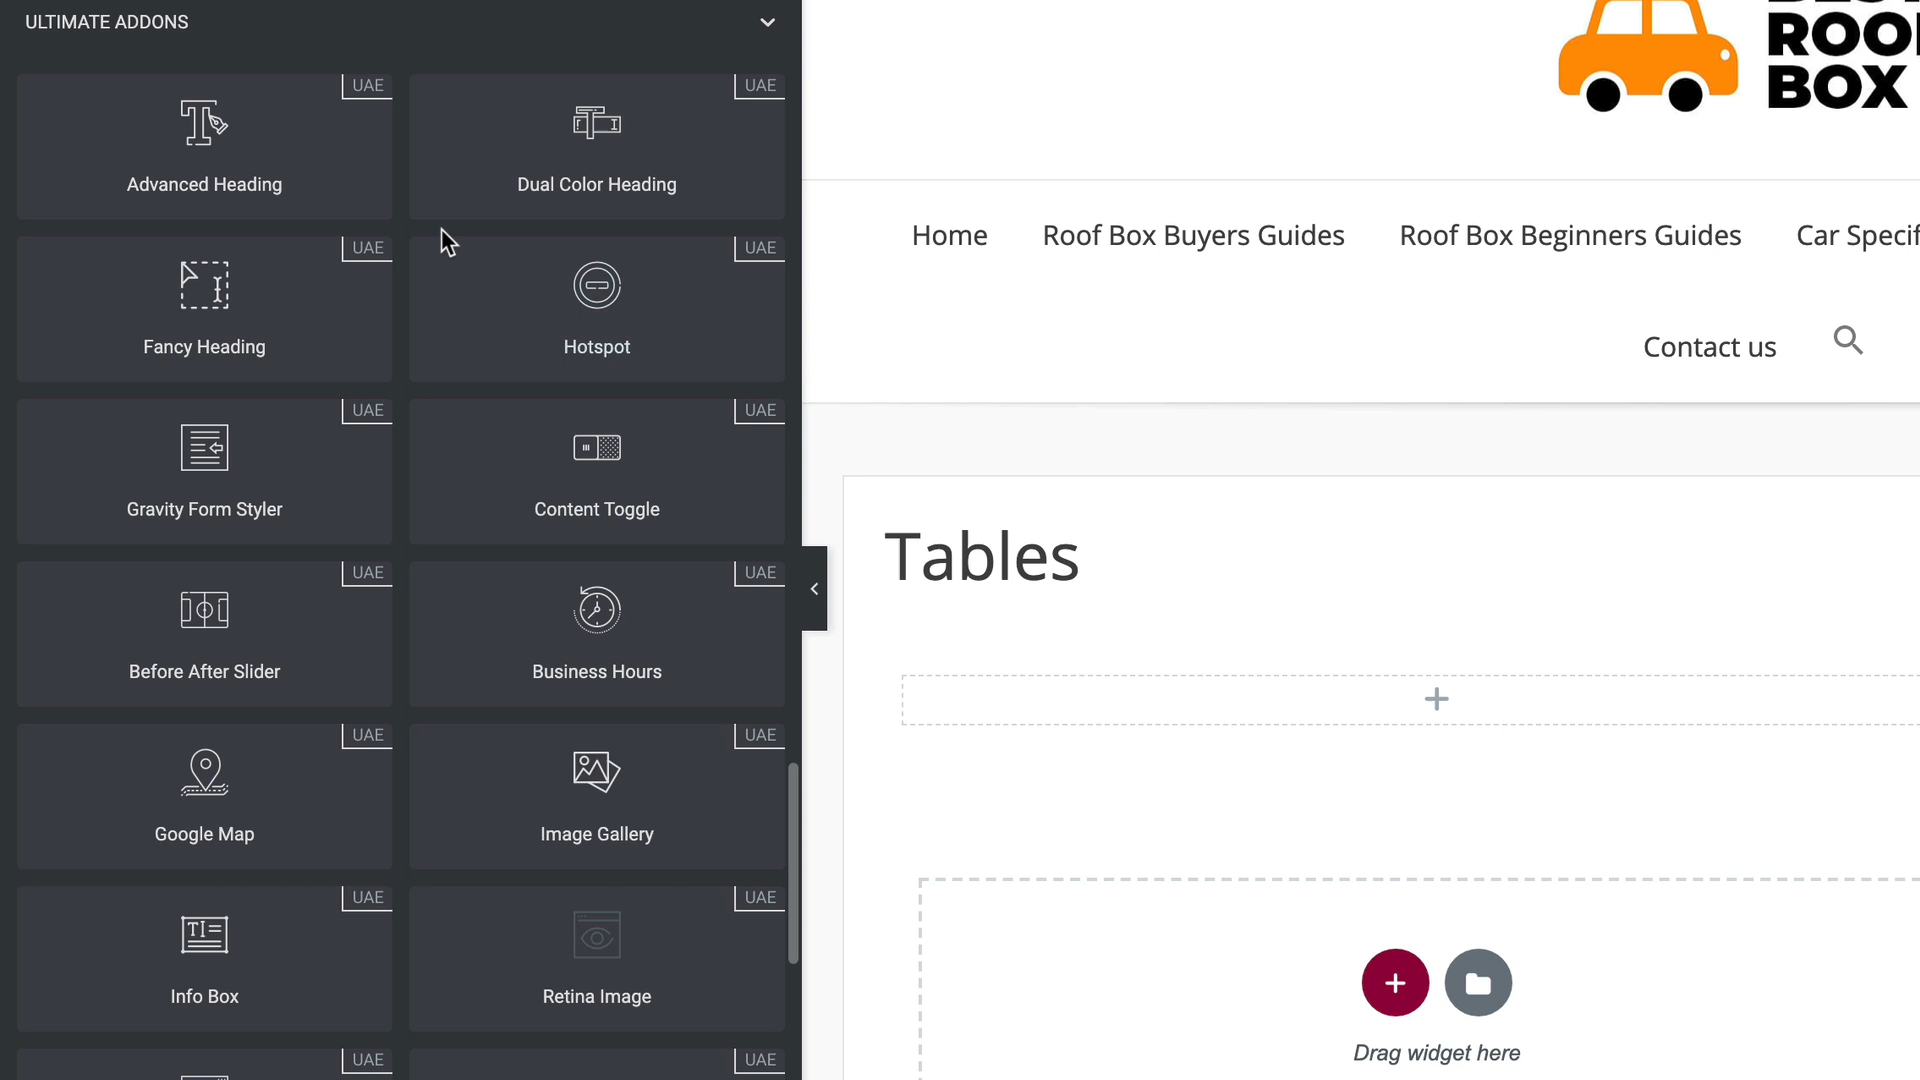 ULTIMATE ADDONS
UAE
Advanced Heading
UAE
Dual Color Heading
UAE
Fancy Heading
UAE
Hotspot
UAE
Gravity Form Styler
UAE
Content Toggle
UAE
Before After Slider
UAE
Business Hours
UAE
Google Map
UAE
Image Gallery
UAE
Info Box
UAE
Retina Image
UAE
UAE
ROO
BOX
Home
Roof Box Buyers Guides
Roof Box Beginners Guides
Car Specif
Contact us
Tables
Drag widget here